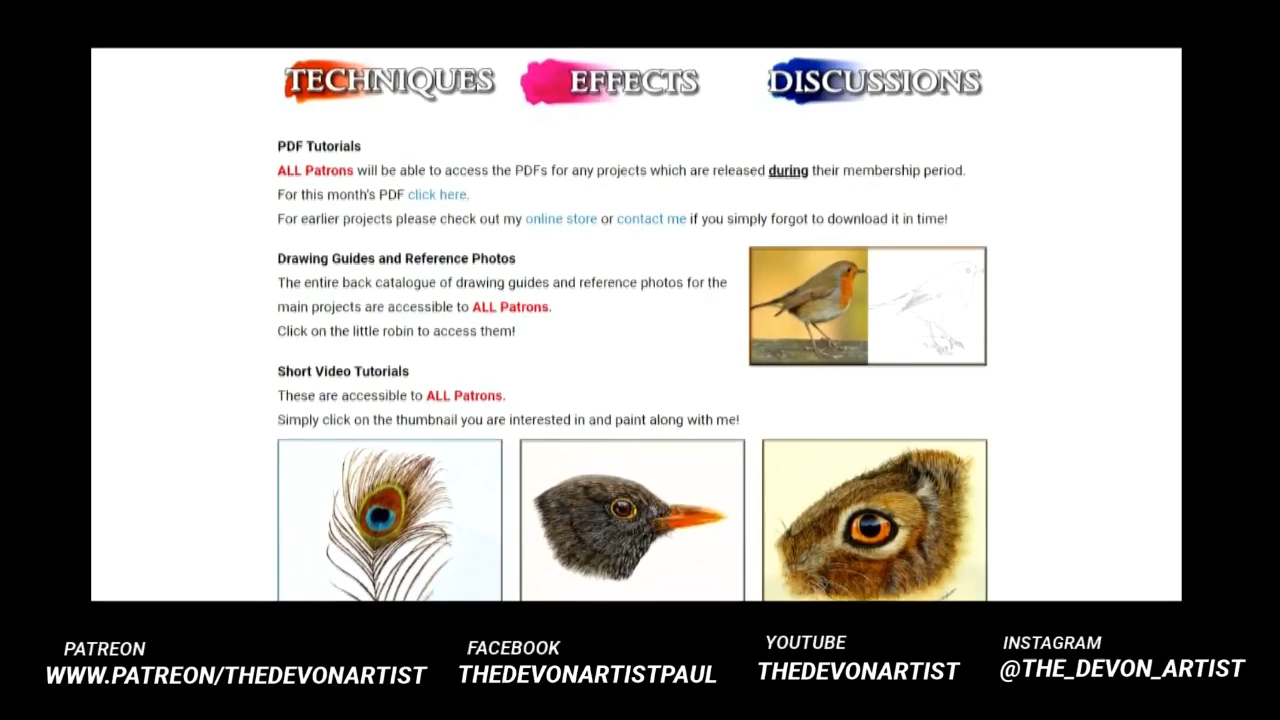 TECHNIQUES EFFECTS DISCUSSIONS
PDF Tutorials
ALL Patrons will be able to access the PDFs for any projects which are released during their membership period.
For this month's PDF click here.
For earlier projects please check out my online store or contact me if you simply forgot to download it in time!
Drawing Guides and Reference Photos
The entire back catalogue of drawing guides and reference photos for the
main projects are accessible to ALL Patrons.
Click on the little robin to access them!
Short Video Tutorials
These are accessible to ALL Patrons.
Simply click on the thumbnail you are interested in and paint along with me!
PATREON
WWW.PATREON/THEDEVONARTIST
FACEBOOK
THEDEVONARTISTPAUL
YOUTUBE
THEDEVONARTIST
INSTAGRAM
@THE_DEVON_ARTIST